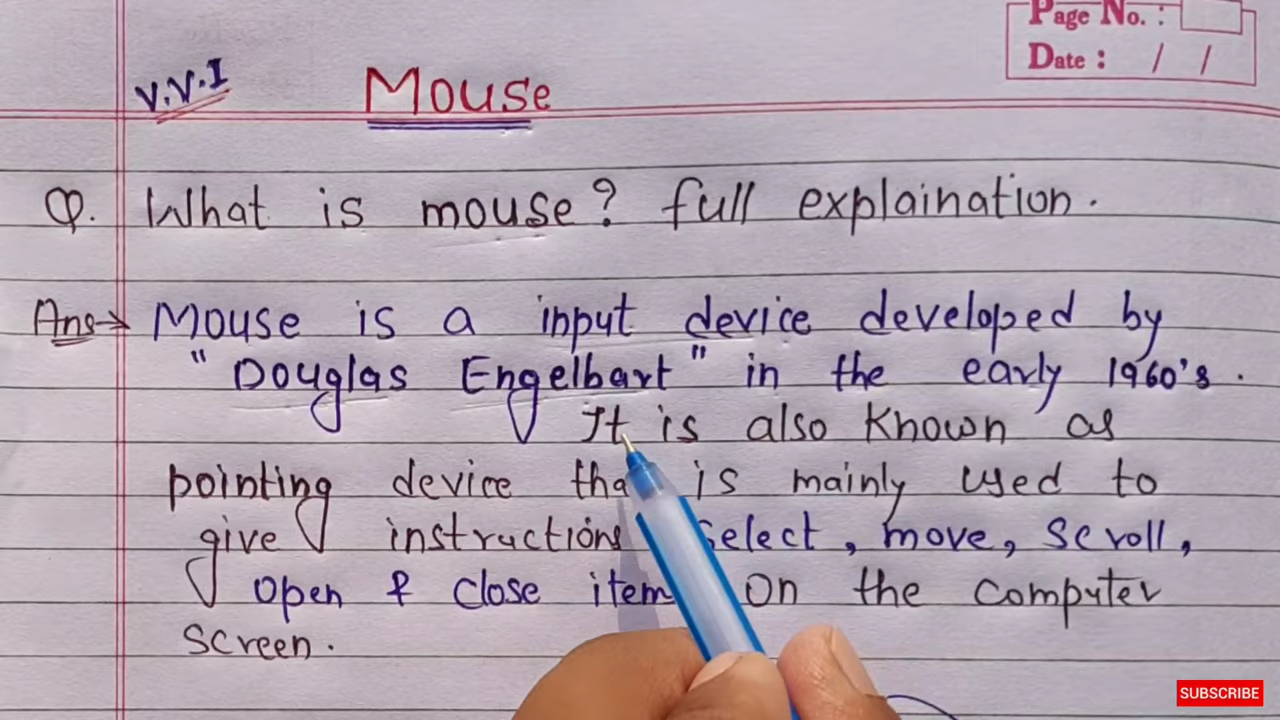 Page No. :
Date : / /
V.V.I Mouse
Q. What is mouse? full explaination.
Ans→ Mouse is a input device developed by
"Douglas Engelbart" in the early 1960's.
It is also known as
pointing device tha is mainly used to
give instructions select, move, scroll,
open & close item on the computer
screen.
SUBSCRIBE